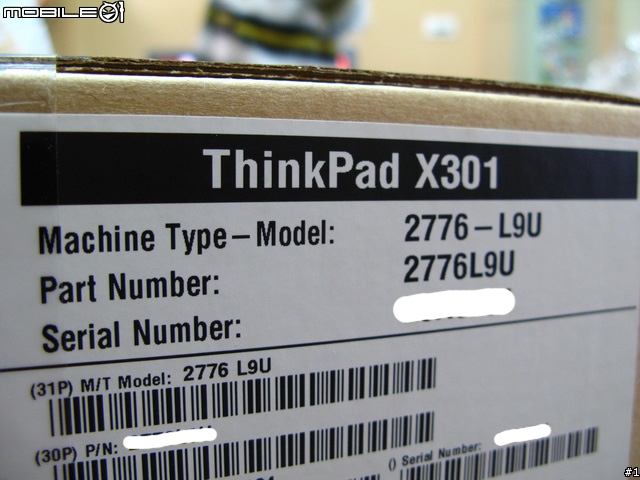 MOBILE01
ThinkPad X301
Machine Type – Model: 2776 – L9U
Part Number: 2776L9U
Serial Number:
(31P) M/T Model: 2776 L9U
(30P) P/N:
() Serial Number:
#1